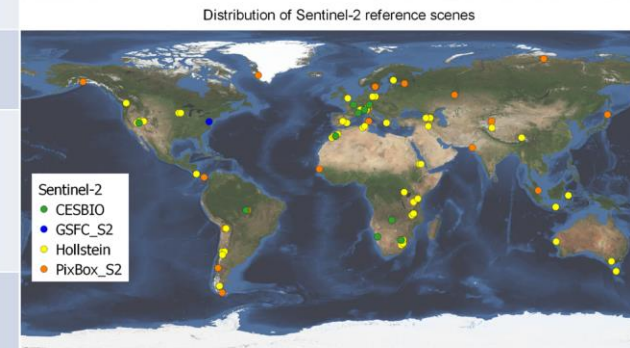 Distribution of Sentinel-2 reference scenes
Sentinel-2
CESBIO
GSFC_S2
Hollstein
PixBox_S2